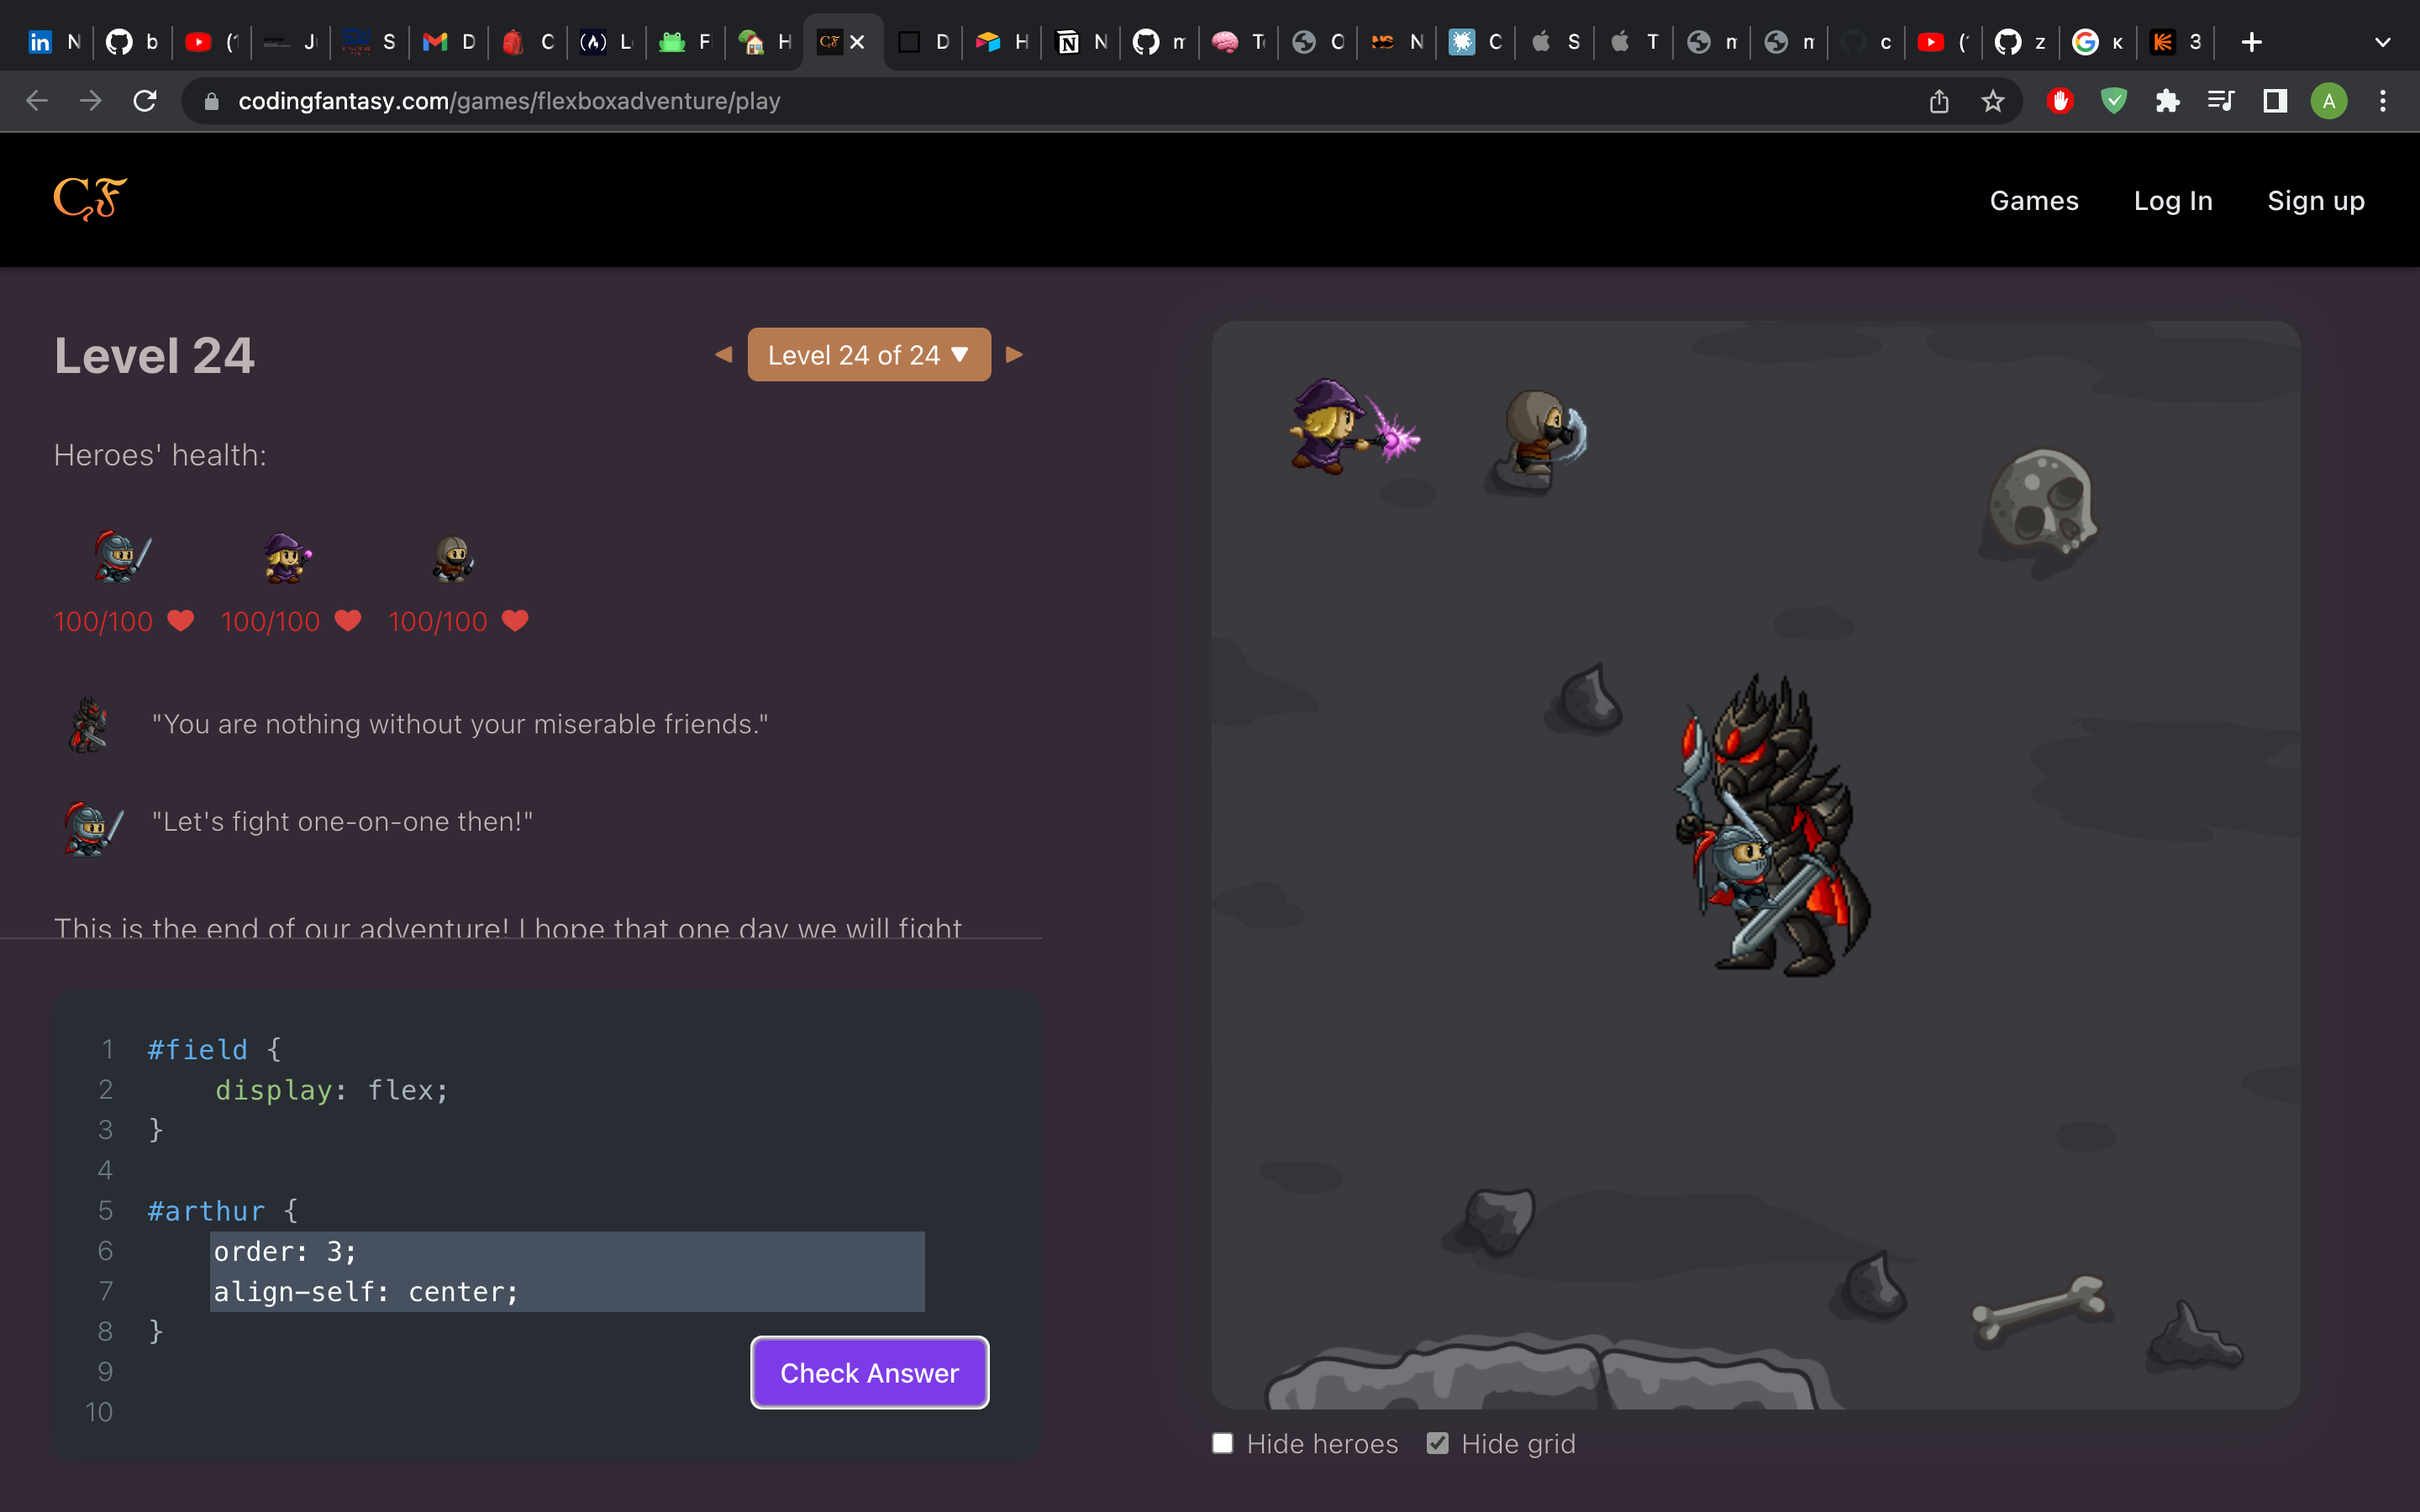 N b (1 J S M D C L F H CF D H N n T C N C S T n n c ( z к 3
codingfantasy.com/games/flexboxadventure/play
A
CF
Games Log In Sign up
Level 24
Level 24 of 24
Heroes' health:
100/100 100/100 100/100
"You are nothing without your miserable friends."
"Let's fight one-on-one then!"
This is the end of our adventure! I hope that one day we will fight
1 #field {
2 display: flex;
3 }
4
5 #arthur {
6 order: 3;
7 align-self: center;
8 }
9
10
Check Answer
Hide heroes Hide grid